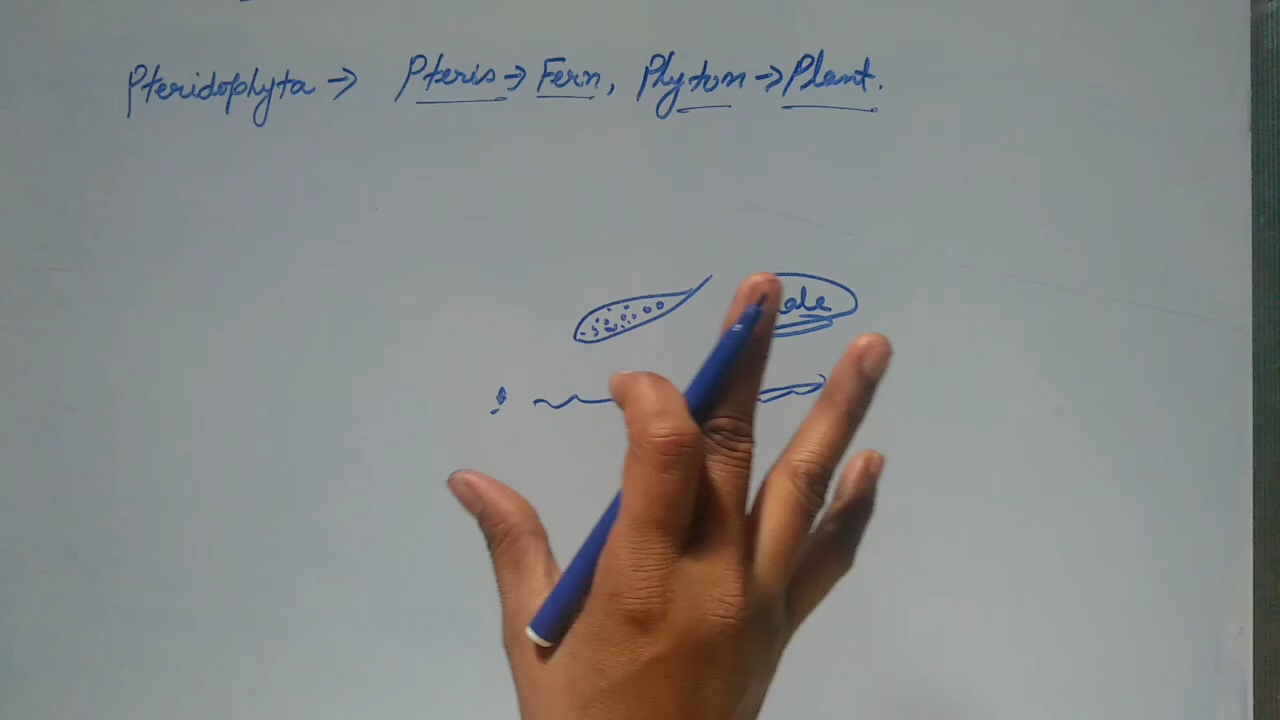 Pteridophyta → Pteris → Fern, Phyton → Plant.